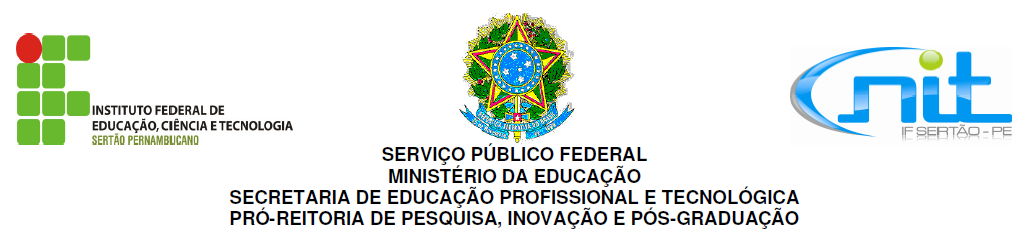 INSTITUTO FEDERAL DE
EDUCAÇÃO, CIÊNCIA E TECNOLOGIA
SERTÃO PERNAMBUCANO
nit
IF SERTÃO - PE
SERVIÇO PÚBLICO FEDERAL
MINISTÉRIO DA EDUCAÇÃO
SECRETARIA DE EDUCAÇÃO PROFISSIONAL E TECNOLÓGICA
PRÓ-REITORIA DE PESQUISA, INOVAÇÃO E PÓS-GRADUAÇÃO